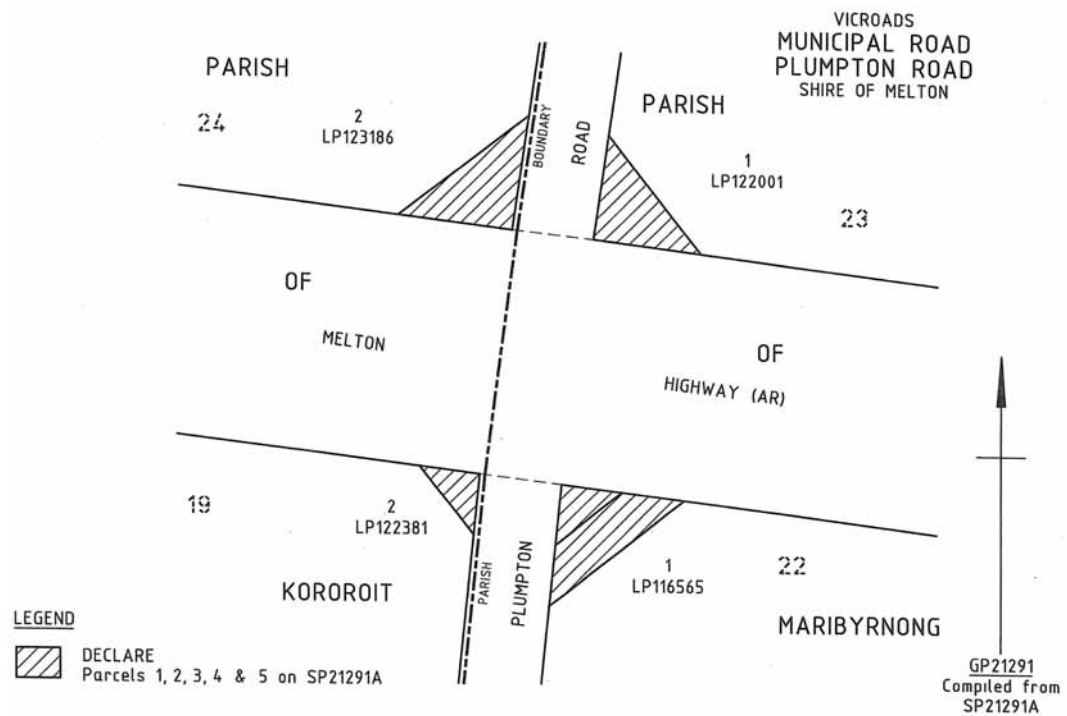 VICROADS
MUNICIPAL ROAD
PLUMPTON ROAD
SHIRE OF MELTON
PARISH
24
2
LP123186
BOUNDARY
ROAD
PARISH
1
LP122001
23
OF
MELTON
OF
HIGHWAY (AR)
19
2
LP122381
KOROROIT
PARISH
PLUMPTON
1
LP116565
22
MARIBYRNONG
LEGEND
DECLARE
Parcels 1, 2, 3, 4 & 5 on SP21291A
GP21291
Compiled from
SP21291A